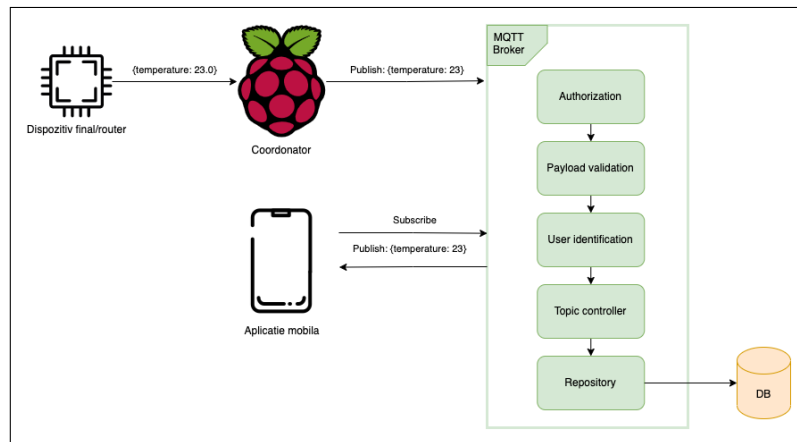 {temperature: 23.0}
Dispozitiv final/router
Publish: {temperature: 23}
Coordonator
Subscribe
Publish: {temperature: 23}
Aplicatie mobila
MQTT
Broker
Authorization
Payload validation
User identification
Topic controller
Repository
DB